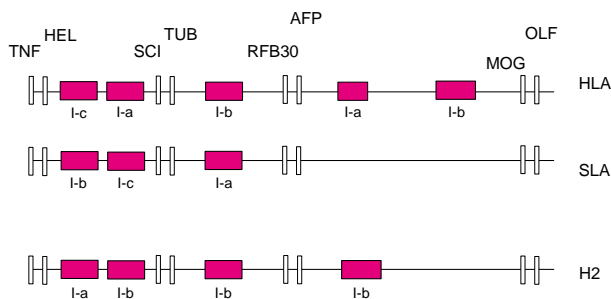 AFP
HEL
TUB
OLF
TNF
SCI
RFB30
MOG
HLA
I-c I-a I-b I-a I-b
SLA
I-b I-c I-a
H2
I-a I-b I-b I-b